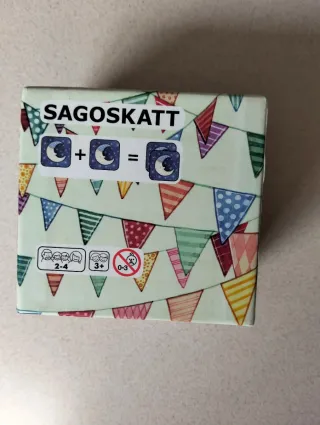 SAGOSKATT
+ =
2-4 3+ 0-3